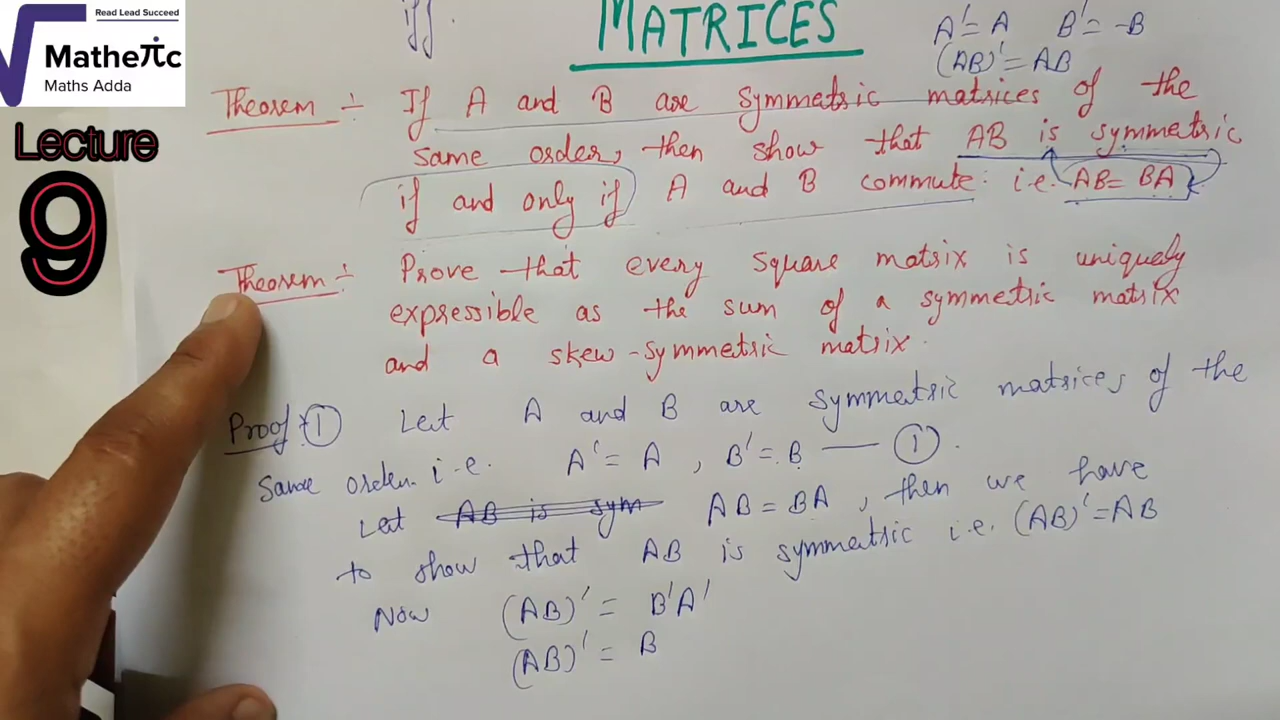 Read Lead Succeed
Matheπc
Maths Adda
Lecture
9
iff
MATRICES
A' = A B' = -B
(AB)' = AB
Theorem :- If A and B are symmetric matrices of the
same order, then show that AB is symmetric
if and only if A and B commute: i.e. AB = BA
Theorem :- Prove that every square matrix is uniquely
expressible as the sum of a symmetric matrix
and a skew-symmetric matrix.
Proof :- ① Let A and B are symmetric matrices of the
same order. i.e. A' = A , B' = B — ①.
Let AB is sym AB = BA , then we have
to show that AB is symmetric i.e. (AB)' = AB
Now (AB)' = B'A'
(AB)' = B